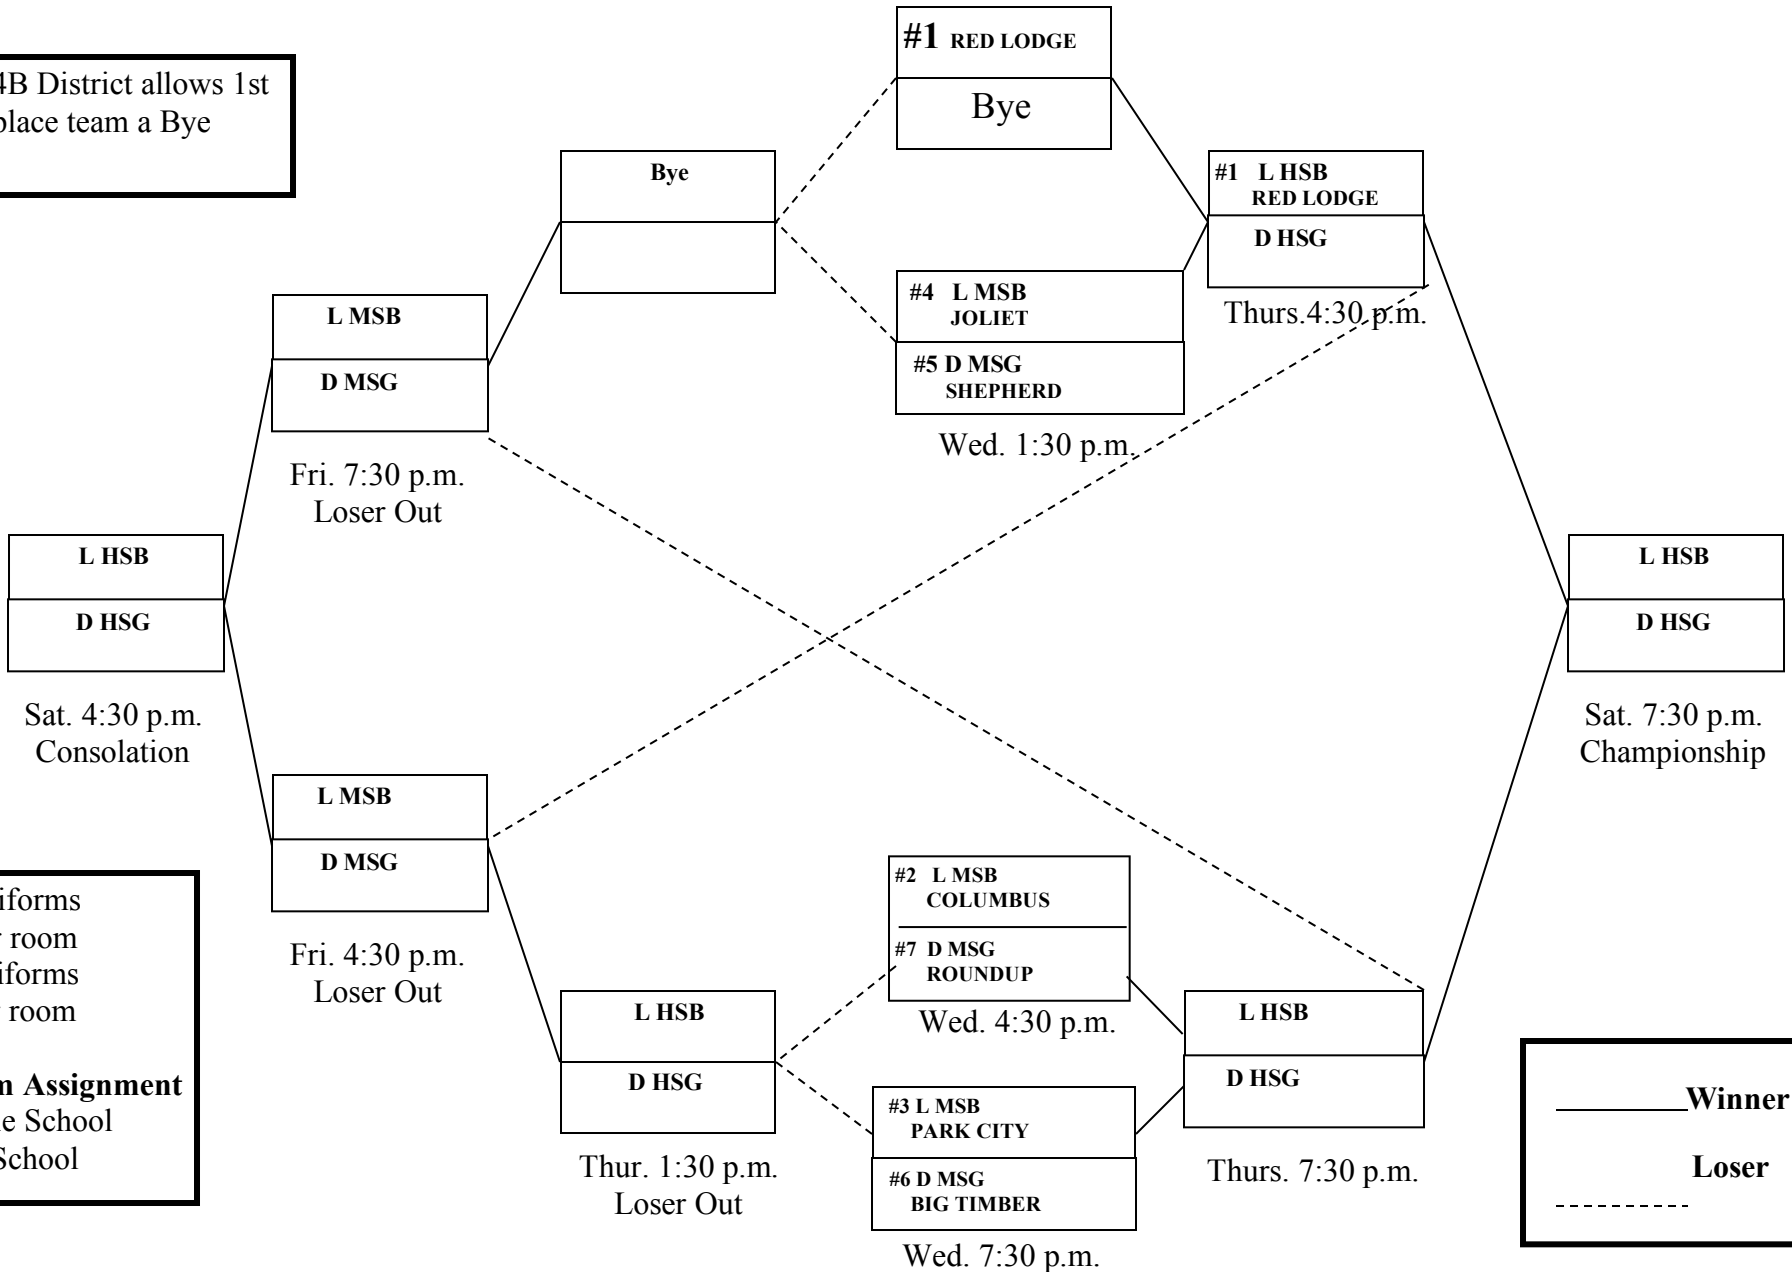 4B District allows 1st
place team a Bye
#1 RED LODGE
Bye
Bye
#1 L HSB
RED LODGE
D HSG
Thurs.4:30 p.m.
#4 L MSB
JOLIET
#5 D MSG
SHEPHERD
Wed. 1:30 p.m.
L MSB
D MSG
Fri. 7:30 p.m.
Loser Out
L HSB
D HSG
Sat. 4:30 p.m.
Consolation
L HSB
D HSG
Sat. 7:30 p.m.
Championship
L MSB
D MSG
Fri. 4:30 p.m.
Loser Out
#2 L MSB
COLUMBUS
#7 D MSG
ROUNDUP
Wed. 4:30 p.m.
L HSB
D HSG
Thur. 1:30 p.m.
Loser Out
#3 L MSB
PARK CITY
#6 D MSG
BIG TIMBER
Wed. 7:30 p.m.
L HSB
D HSG
Thurs. 7:30 p.m.
iforms
room
iforms
room
Assignment
School
School
Winner
Loser